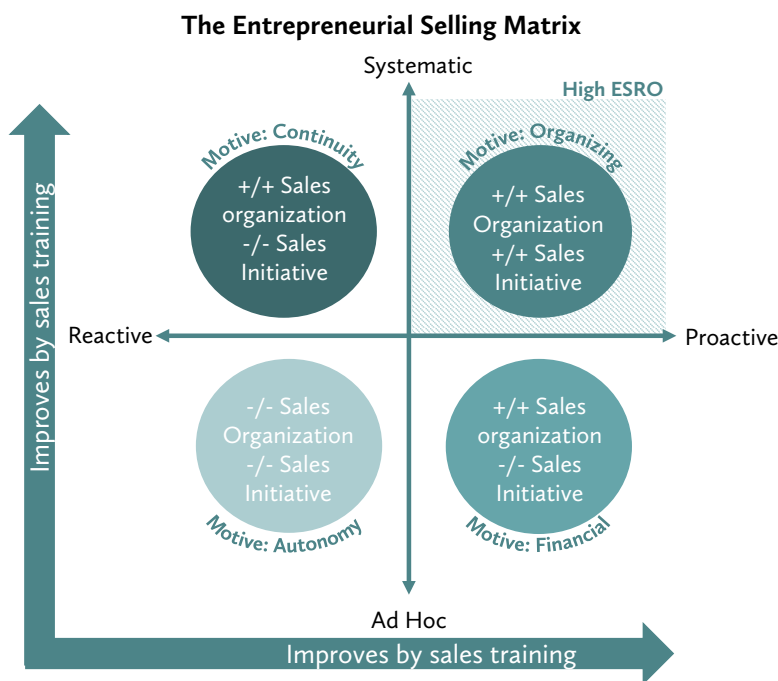 The Entrepreneurial Selling Matrix
Systematic
High ESRO
Motive: Continuity
+/+ Sales
organization
-/- Sales
Initiative
Motive: Organizing
+/+ Sales
Organization
+/+ Sales
Initiative
Improves by sales training
Reactive
Proactive
-/- Sales
Organization
-/- Sales
Initiative
Motive: Autonomy
+/+ Sales
organization
-/- Sales
Initiative
Motive: Financial
Ad Hoc
Improves by sales training